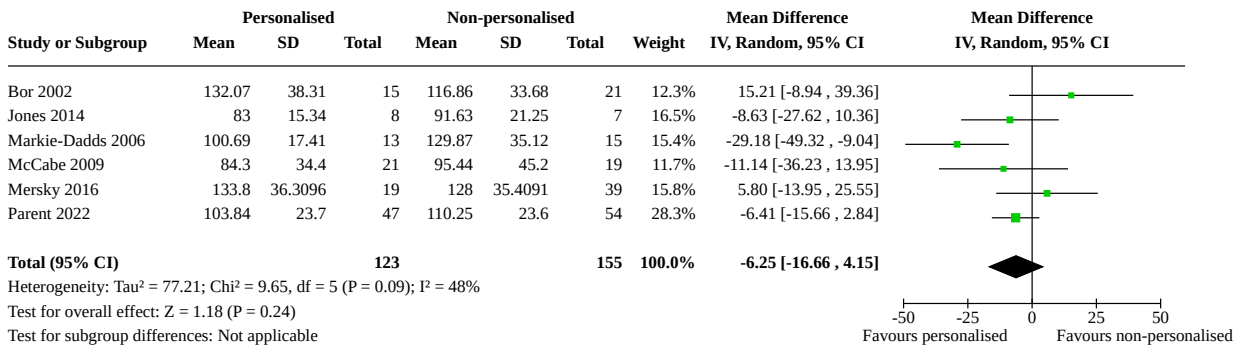 Personalised Non-personalised Mean Difference Mean Difference
Study or Subgroup Mean SD Total Mean SD Total Weight IV, Random, 95% CI IV, Random, 95% CI
Bor 2002 132.07 38.31 15 116.86 33.68 21 12.3% 15.21 [-8.94 , 39.36]
Jones 2014 83 15.34 8 91.63 21.25 7 16.5% -8.63 [-27.62 , 10.36]
Markie-Dadds 2006 100.69 17.41 13 129.87 35.12 15 15.4% -29.18 [-49.32 , -9.04]
McCabe 2009 84.3 34.4 21 95.44 45.2 19 11.7% -11.14 [-36.23 , 13.95]
Mersky 2016 133.8 36.3096 19 128 35.4091 39 15.8% 5.80 [-13.95 , 25.55]
Parent 2022 103.84 23.7 47 110.25 23.6 54 28.3% -6.41 [-15.66 , 2.84]
Total (95% CI) 123 155 100.0% -6.25 [-16.66 , 4.15]
Heterogeneity: Tau² = 77.21; Chi² = 9.65, df = 5 (P = 0.09); I² = 48%
Test for overall effect: Z = 1.18 (P = 0.24)
Test for subgroup differences: Not applicable
-50 -25 0 25 50
Favours personalised Favours non-personalised